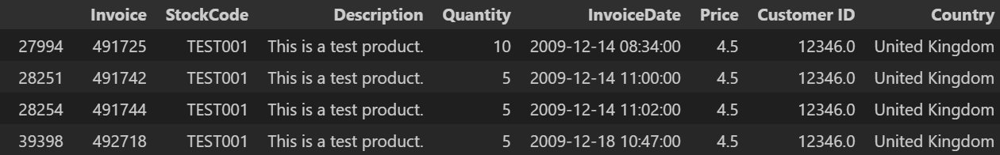 Invoice StockCode Description Quantity InvoiceDate Price Customer ID Country
27994 491725 TEST001 This is a test product. 10 2009-12-14 08:34:00 4.5 12346.0 United Kingdom
28251 491742 TEST001 This is a test product. 5 2009-12-14 11:00:00 4.5 12346.0 United Kingdom
28254 491744 TEST001 This is a test product. 5 2009-12-14 11:02:00 4.5 12346.0 United Kingdom
39398 492718 TEST001 This is a test product. 5 2009-12-18 10:47:00 4.5 12346.0 United Kingdom